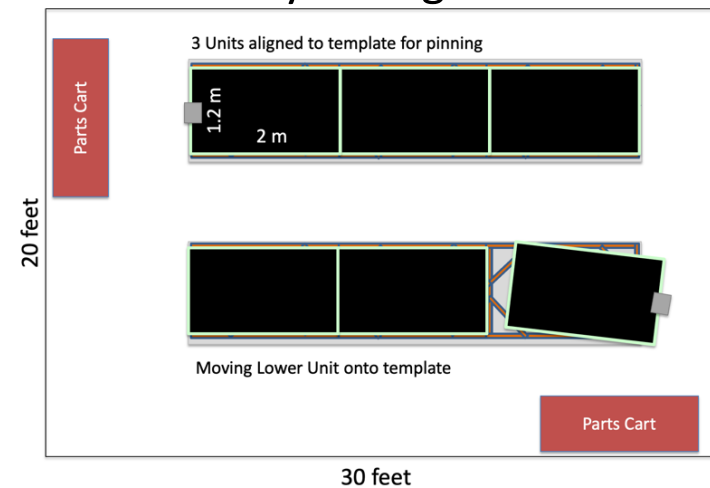 3 Units aligned to template for pinning
Parts Cart
1.2 m
2 m
20 feet
Moving Lower Unit onto template
Parts Cart
30 feet